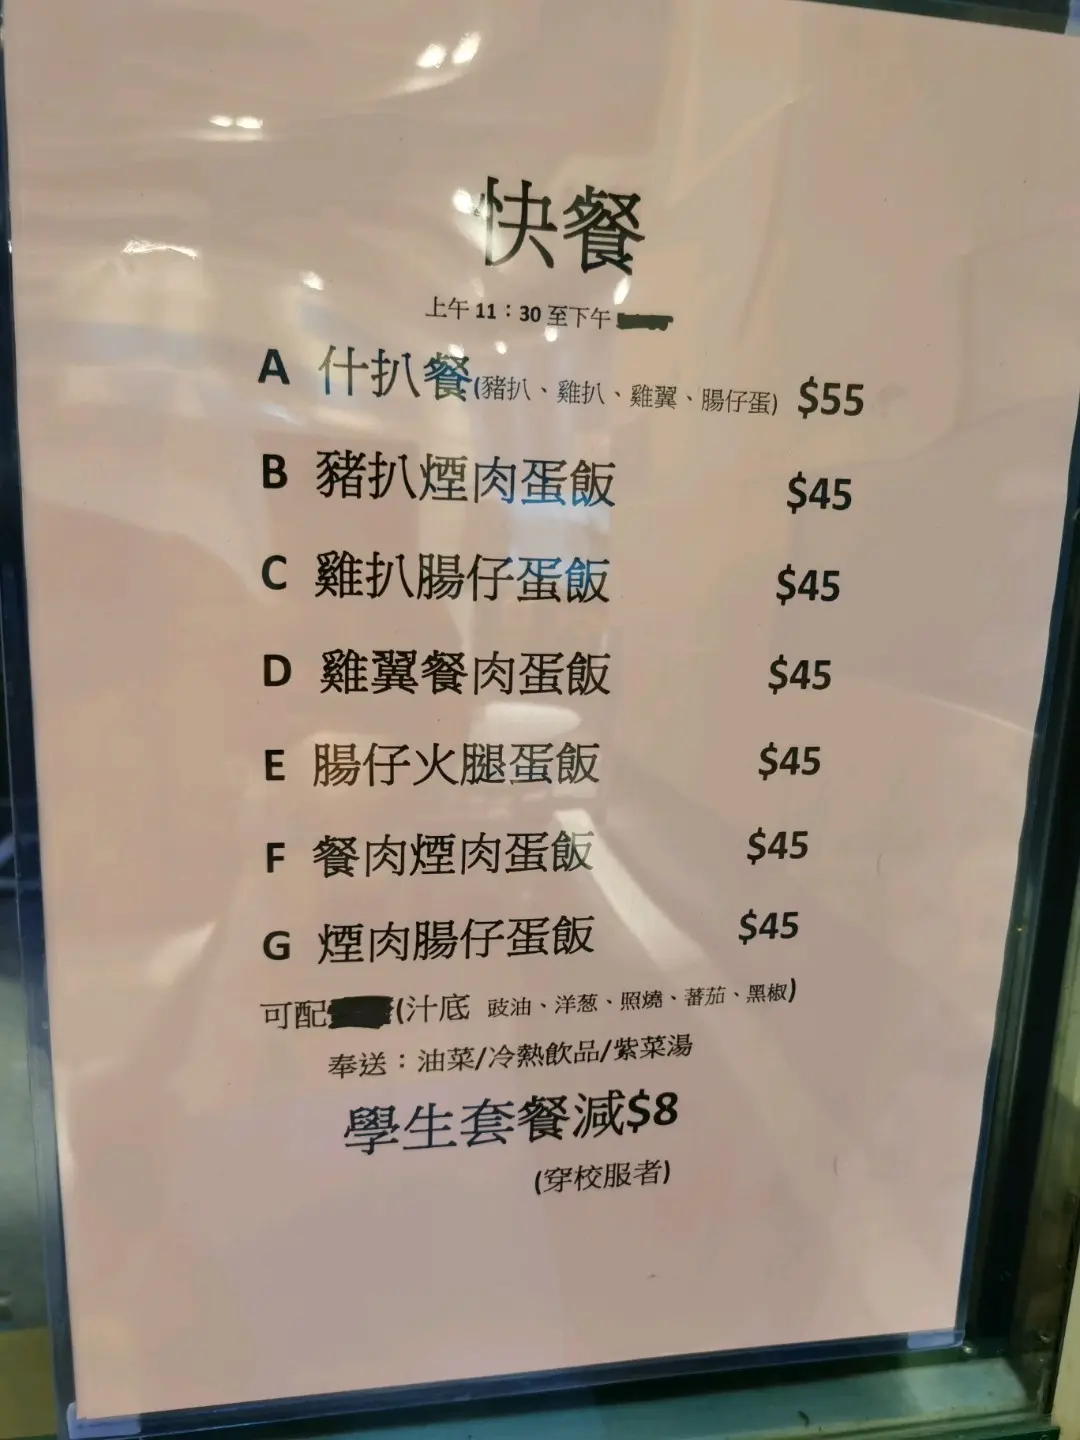 快餐
上午 11：30 至下午
A 什扒餐(豬扒、雞扒、雞翼、腸仔蛋) $55
B 豬扒煙肉蛋飯 $45
C 雞扒腸仔蛋飯 $45
D 雞翼餐肉蛋飯 $45
E 腸仔火腿蛋飯 $45
F 餐肉煙肉蛋飯 $45
G 煙肉腸仔蛋飯 $45
可配 (汁底 豉油、洋葱、照燒、蕃茄、黑椒)
奉送：油菜/冷熱飲品/紫菜湯
學生套餐減$8
(穿校服者)